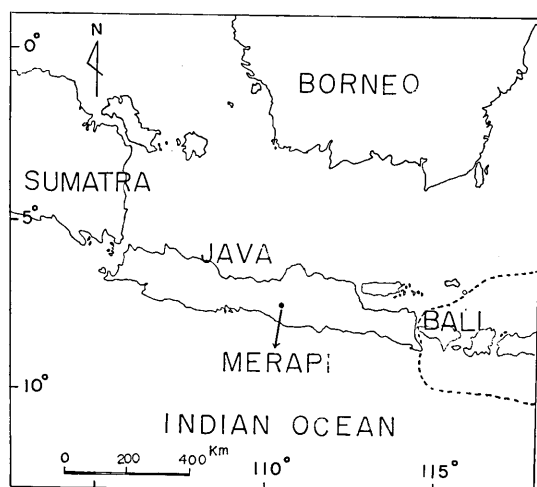 0°
N
BORNEO
SUMATRA
5°
JAVA
BALI
MERAPi
10°
INDIAN OCEAN
0 200 400 Km
110° 115°